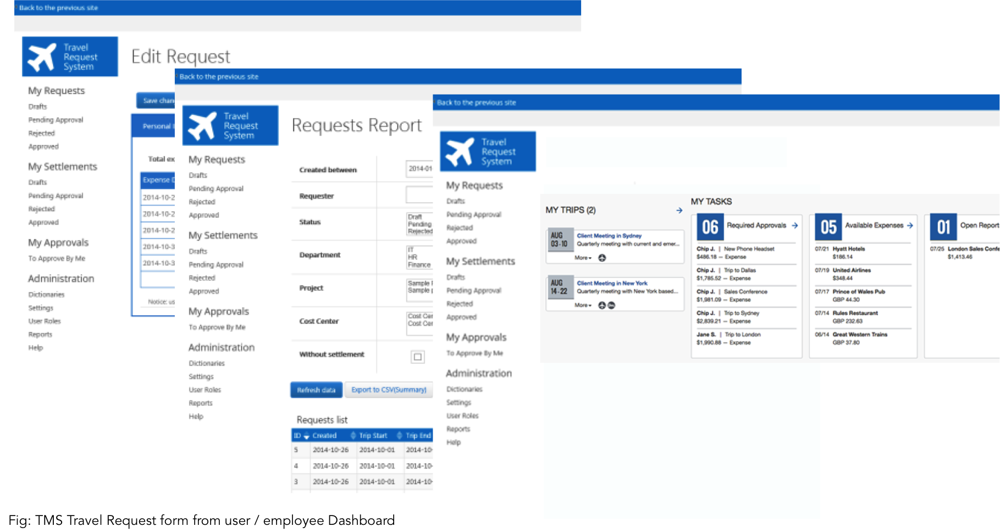 Back to the previous site
Travel
Request
System
Edit Request
My Requests
Drafts
Pending Approval
Rejected
Approved
My Settlements
Drafts
Pending Approval
Rejected
Approved
My Approvals
To Approve By Me
Administration
Dictionaries
Settings
User Roles
Reports
Help
Save chan
Personal
Total ex
Expense D
2014-10-2
2014-10-2
2014-10-2
2014-10-3
2014-10-3
Notice: us
Back to the previous site
Travel
Request
System
Requests Report
My Requests
Drafts
Pending Approval
Rejected
Approved
My Settlements
Drafts
Pending Approval
Rejected
Approved
My Approvals
To Approve By Me
Administration
Dictionaries
Settings
User Roles
Reports
Help
Created between 2014-01
Requester
Status
Draft
Pending
Rejected
Department
IT
HR
Finance
Project
Sample
Sample
Cost Center
Cost Cer
Cost Cer
Without settlement
Refresh data Export to CSV(Summary)
Requests list
ID Created Trip Start Trip End
5 2014-10-26 2014-10-01 2014-10-
4 2014-10-26 2014-10-01 2014-10-
3 2014-10-26 2014-10-01 2014-10-
Back to the previous site
Travel
Request
System
My Requests
Drafts
Pending Approval
Rejected
Approved
My Settlements
Drafts
Pending Approval
Rejected
Approved
My Approvals
To Approve By Me
Administration
Dictionaries
Settings
User Roles
Reports
Help
MY TRIPS (2)
AUG
03-10
Client Meeting in Sydney
Quarterly meeting with current and emer...
More
AUG
14-22
Client Meeting in New York
Quarterly meeting with New York based...
More
MY TASKS
06 Required Approvals
Chip J. | New Phone Headset
$486.18 — Expense
Chip J. | Trip to Dallas
$1,785.52 — Expense
Chip J. | Sales Conference
$1,981.09 — Expense
Chip J. | Trip to Sydney
$2,839.21 — Expense
Jane S. | Trip to London
$1,990.88 — Expense
05 Available Expenses
07/21 Hyatt Hotels
$186.14
07/19 United Airlines
$348.44
07/17 Prince of Wales Pub
GBP 44.30
07/14 Rules Restaurant
GBP 232.63
06/14 Great Western Trains
GBP 37.80
01 Open Report
07/25 London Sales Confe
$1,413.46
Fig: TMS Travel Request form from user / employee Dashboard